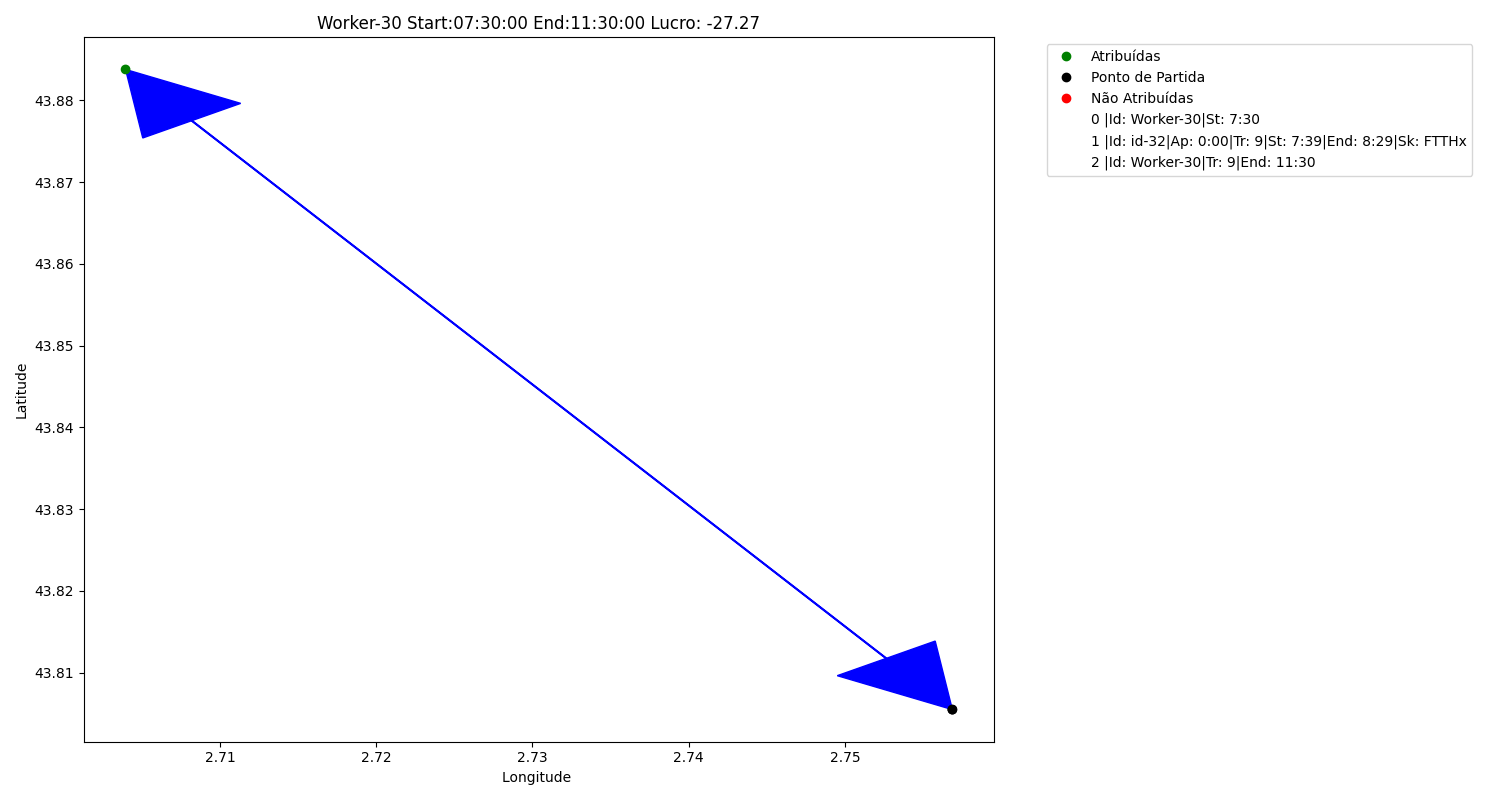 Worker-30 Start:07:30:00 End:11:30:00 Lucro: -27.27
Atribuídas
Ponto de Partida
Não Atribuídas
0 |Id: Worker-30|St: 7:30
1 |Id: id-32|Ap: 0:00|Tr: 9|St: 7:39|End: 8:29|Sk: FTTHx
2 |Id: Worker-30|Tr: 9|End: 11:30
Latitude
43.88
43.87
43.86
43.85
43.84
43.83
43.82
43.81
2.71 2.72 2.73 2.74 2.75
Longitude